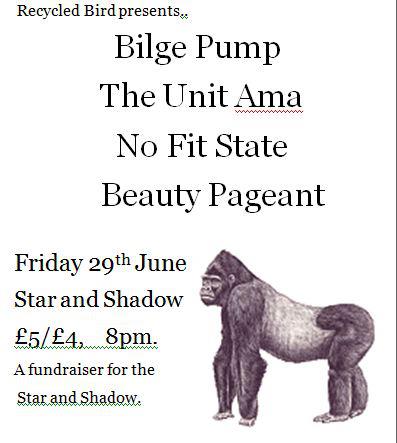 Recycled Bird presents,,
Bilge Pump
The Unit Ama
No Fit State
Beauty Pageant
Friday 29th June
Star and Shadow
£5/£4, 8pm.
A fundraiser for the
Star and Shadow.